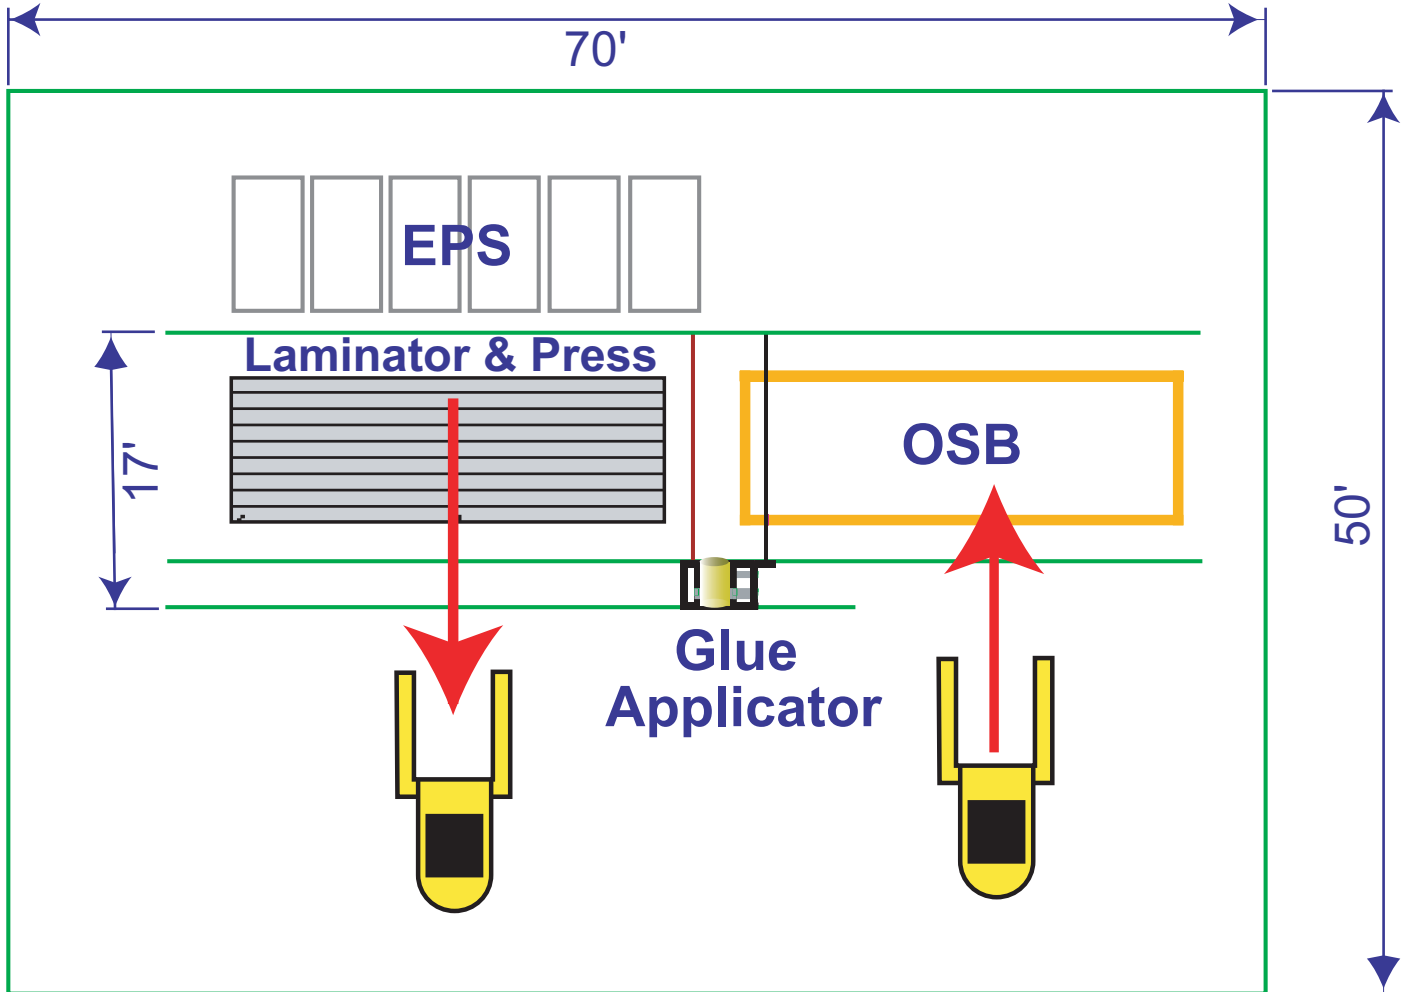 70'
EPS
Laminator & Press
17'
OSB
50'
Glue
Applicator